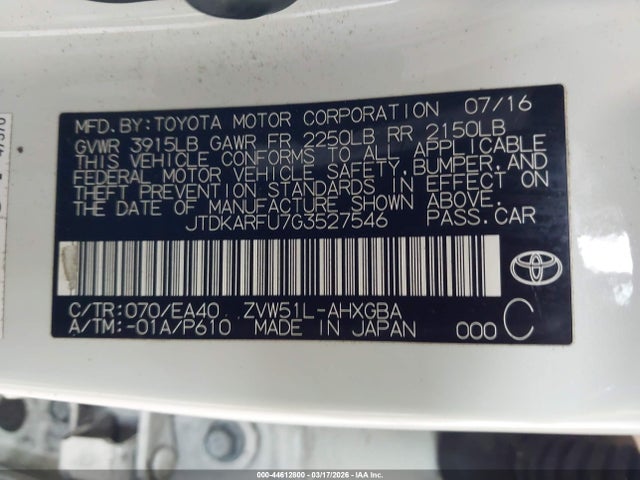 MFD.BY:TOYOTA MOTOR CORPORATION 07/16
GVWR 3915LB GAWR FR 2250LB RR 2150LB
THIS VEHICLE CONFORMS TO ALL APPLICABLE
FEDERAL MOTOR VEHICLE SAFETY,BUMPER,AND
THEFT PREVENTION STANDARDS IN EFFECT ON
THE DATE OF MANUFACTURE SHOWN ABOVE.
JTDKARFU7G3527546 PASS.CAR
C/TR:070/EA40 ZVW51L-AHXGBA
A/TM:-01A/P610 MADE IN JAPAN 000 C
000-44612800 - 03/17/2026 - IAAI.COM